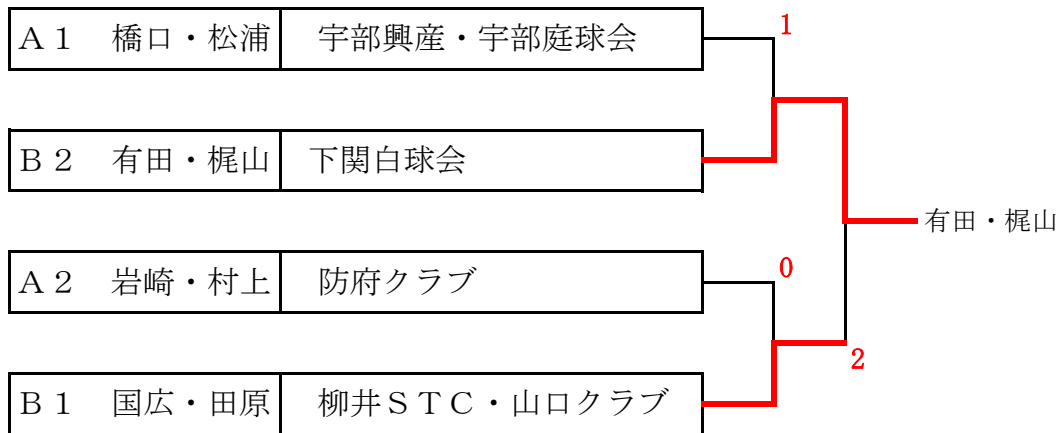 A1 橋口・松浦 宇部興産・宇部庭球会
1
B2 有田・梶山 下関白球会
有田・梶山
A2 岩崎・村上 防府クラブ
0
2
B1 国広・田原 柳井STC・山口クラブ